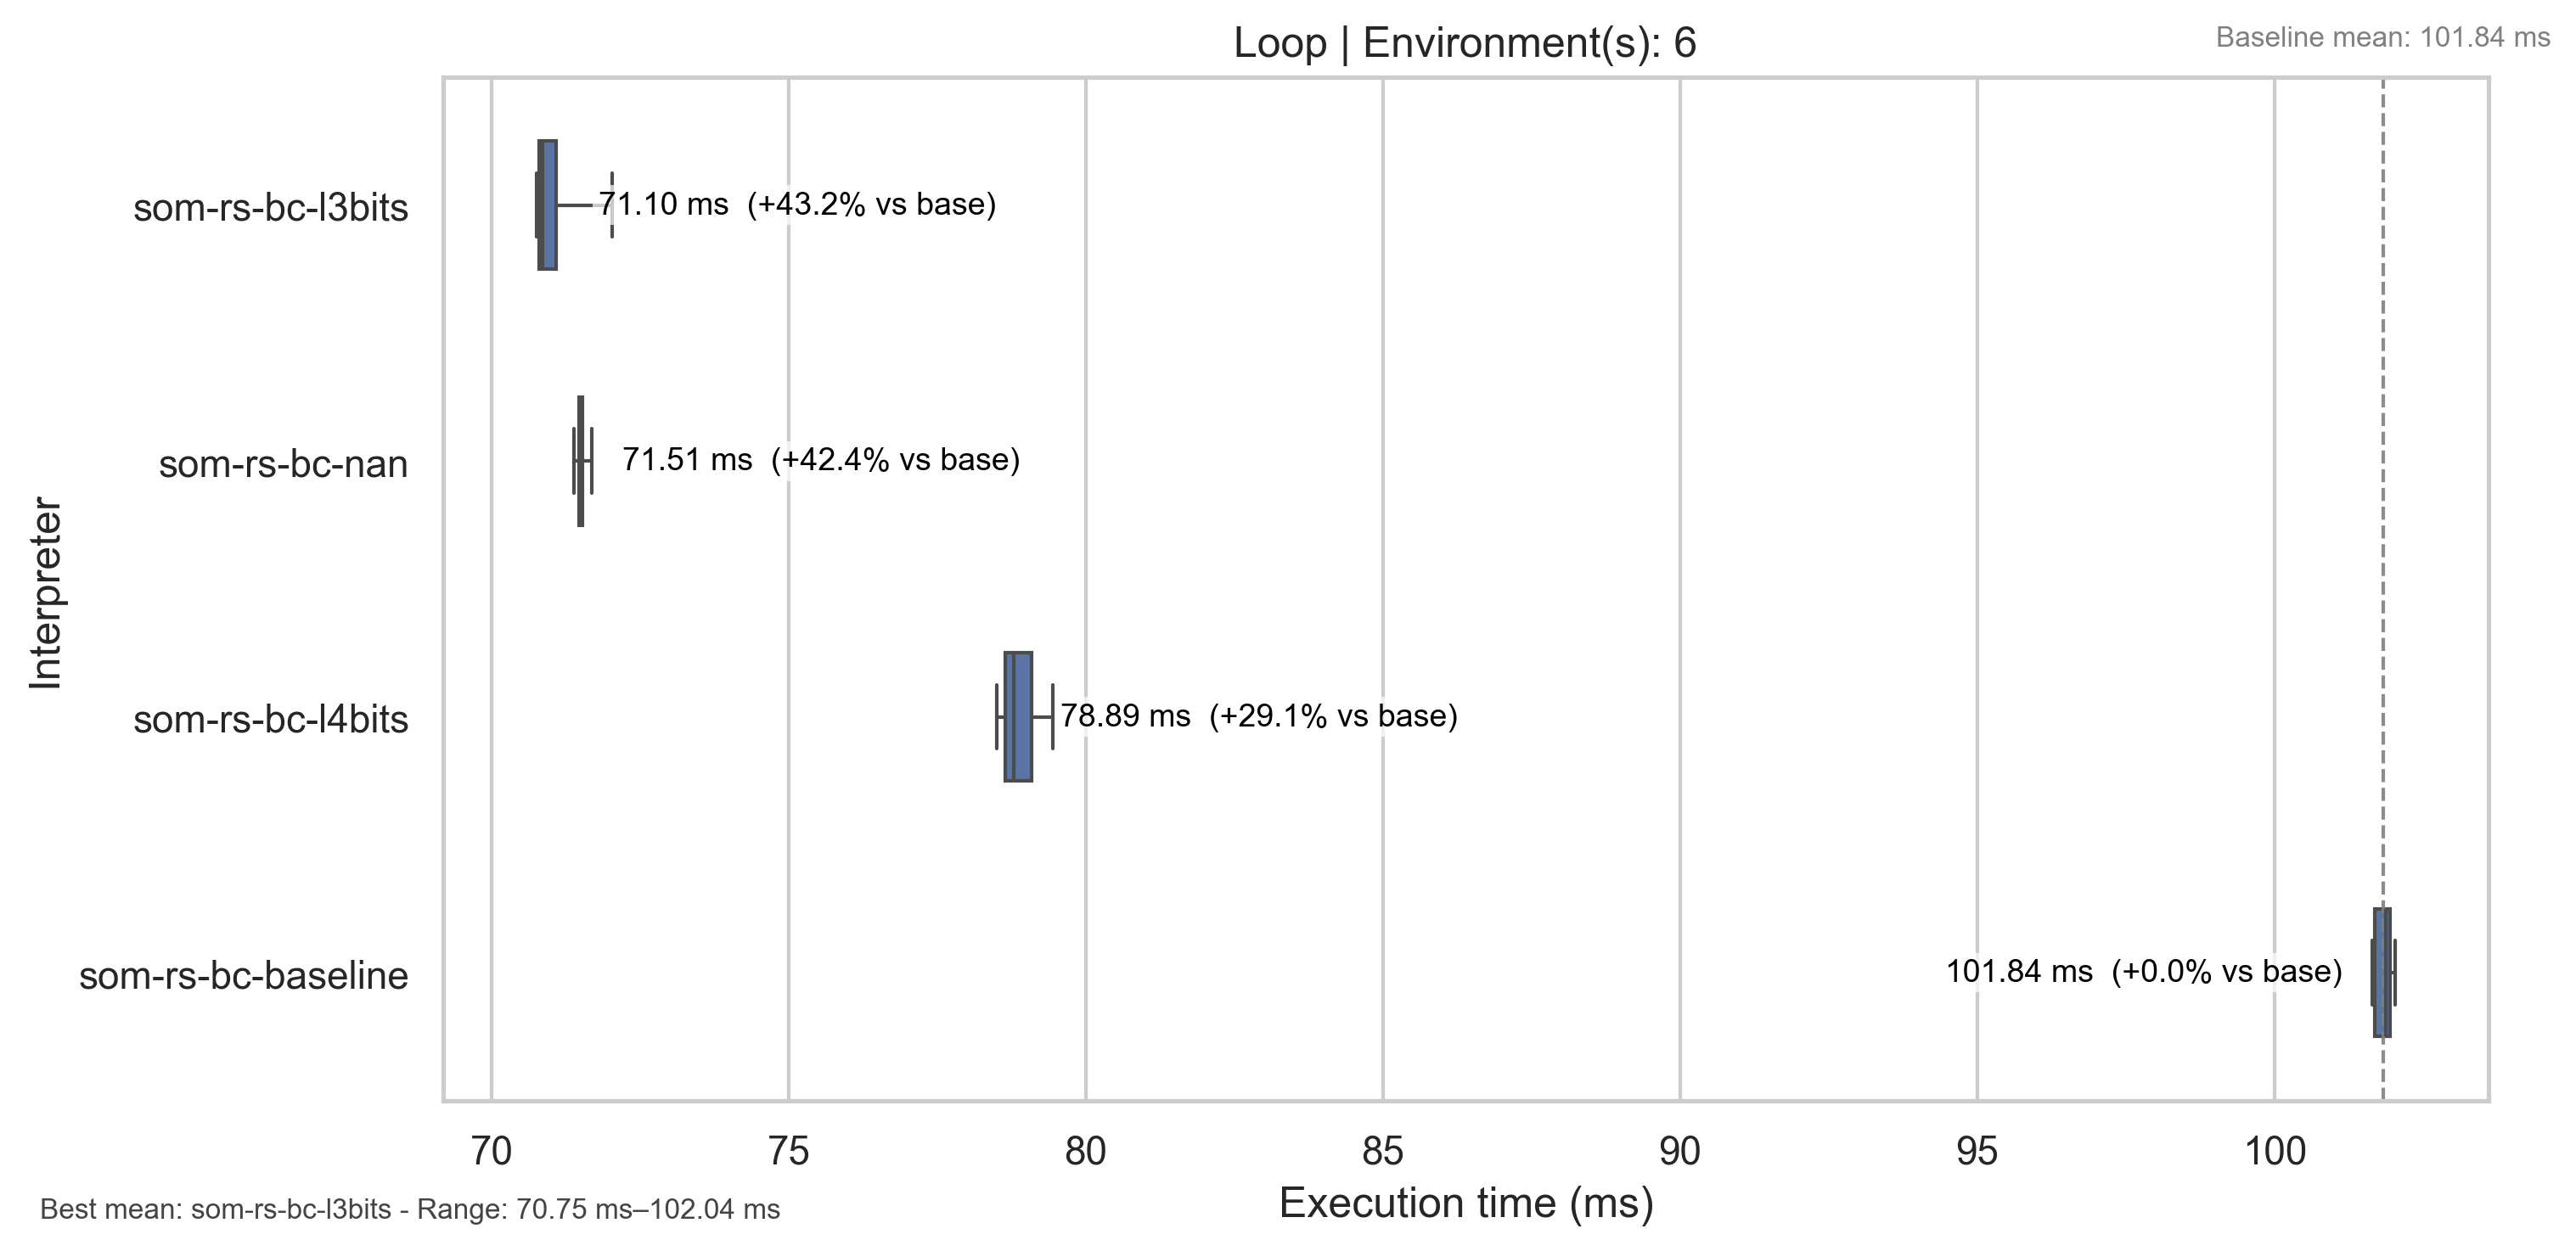 Loop | Environment(s): 6
Baseline mean: 101.84 ms
Interpreter
som-rs-bc-l3bits
71.10 ms  (+43.2% vs base)
som-rs-bc-nan
71.51 ms  (+42.4% vs base)
som-rs-bc-l4bits
78.89 ms  (+29.1% vs base)
som-rs-bc-baseline
101.84 ms  (+0.0% vs base)
70 75 80 85 90 95 100
Execution time (ms)
Best mean: som-rs-bc-l3bits - Range: 70.75 ms–102.04 ms